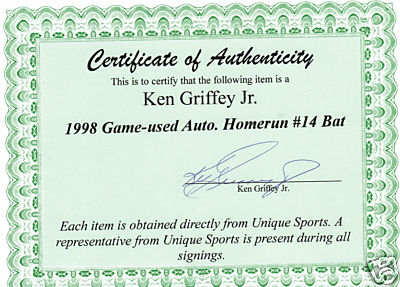 Certificate of Authenticity
This is to certify that the following item is a
Ken Griffey Jr.
1998 Game-used Auto. Homerun #14 Bat
Ken Griffey Jr.
Each item is obtained directly from Unique Sports. A
representative from Unique Sports is present during all
signings.